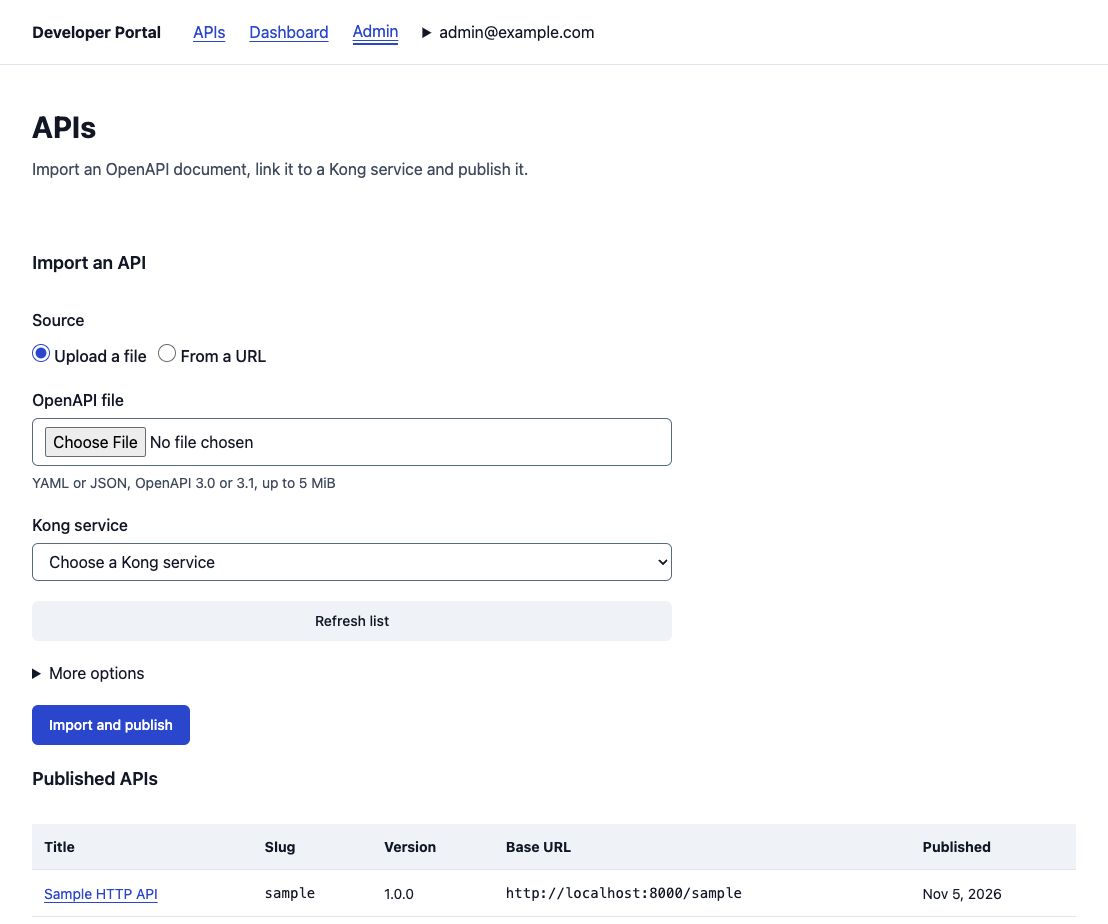 Developer Portal APIs Dashboard Admin ▶ admin@example.com
APIs
Import an OpenAPI document, link it to a Kong service and publish it.
Import an API
Source
Upload a file From a URL
OpenAPI file
Choose File No file chosen
YAML or JSON, OpenAPI 3.0 or 3.1, up to 5 MiB
Kong service
Choose a Kong service
Refresh list
▶ More options
Import and publish
Published APIs
Title Slug Version Base URL Published
Sample HTTP API sample 1.0.0 http://localhost:8000/sample Nov 5, 2026